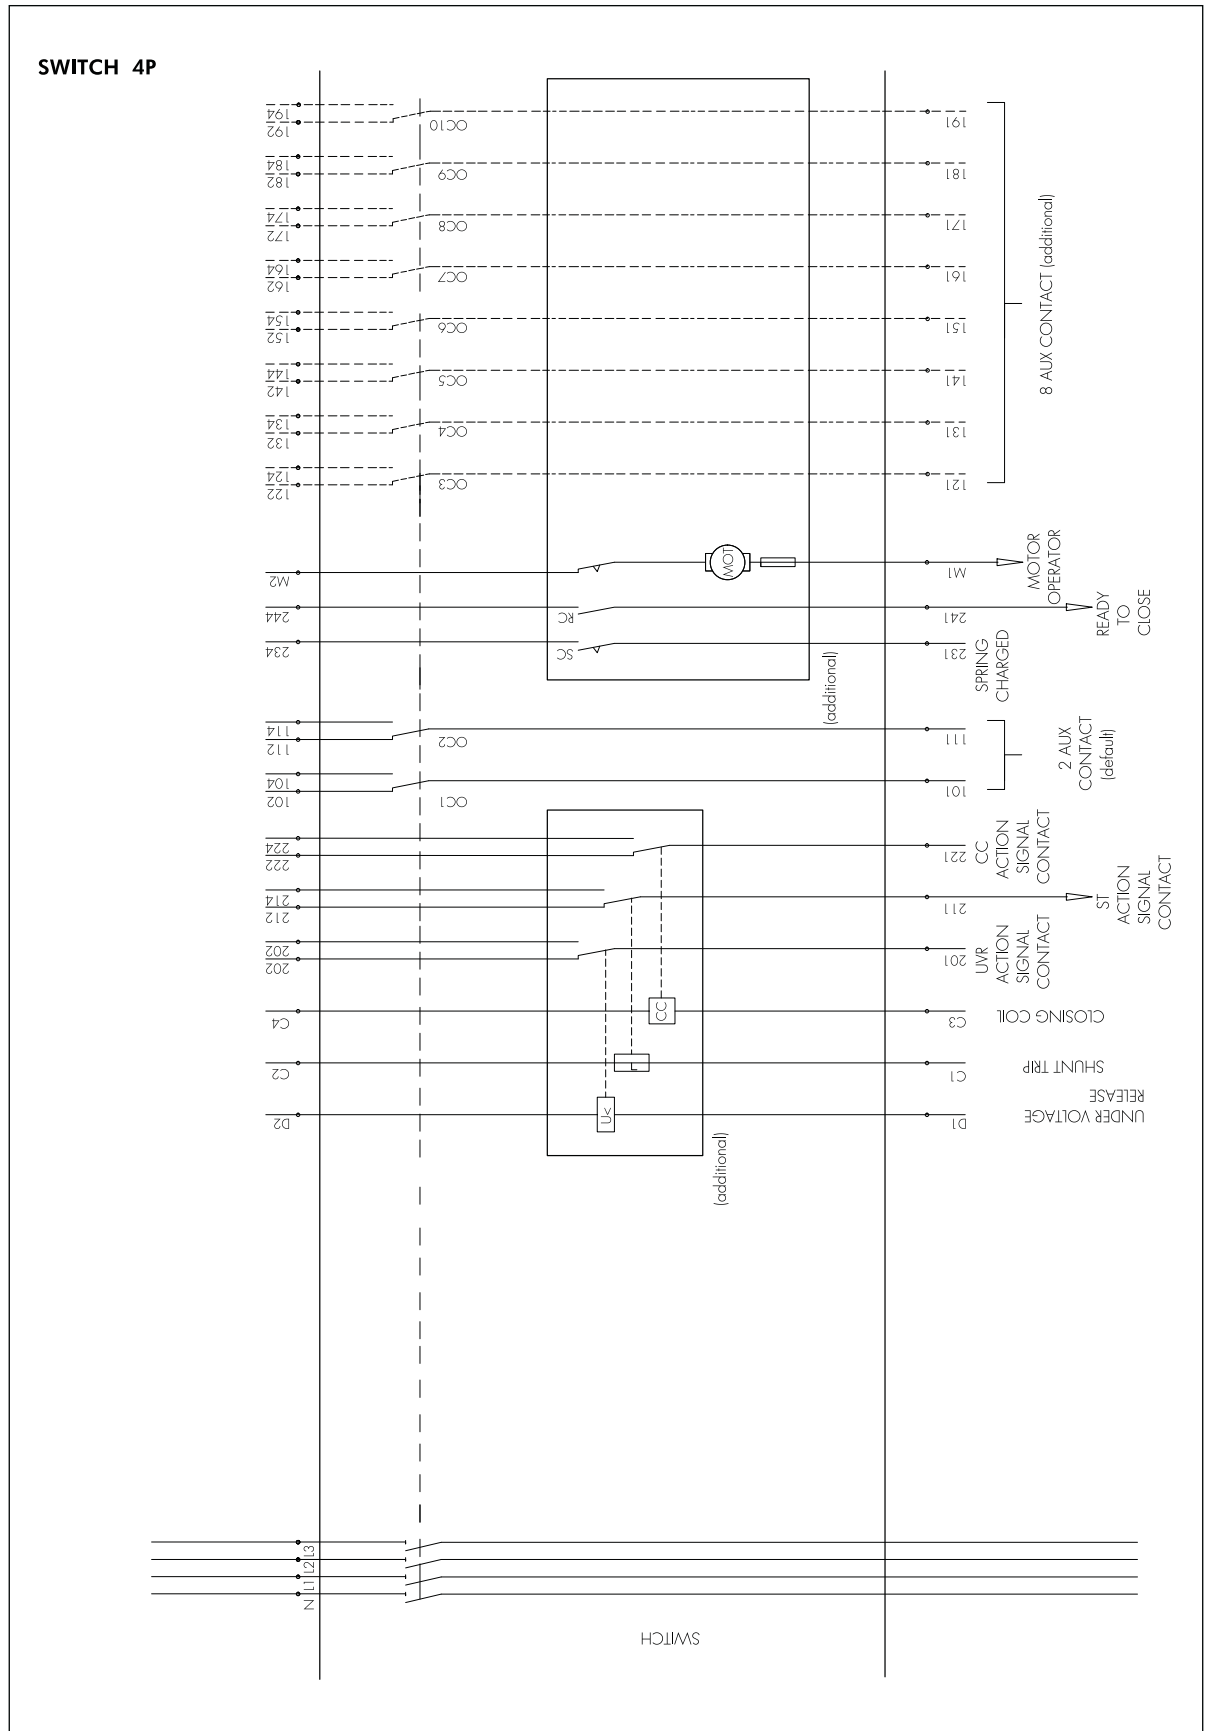 SWITCH 4P
194
192
OC10
191
184
182
OC9
181
174
172
OC8
171
164
162
OC7
161
154
152
OC6
151
144
142
OC5
141
134
132
OC4
131
124
122
OC3
121
8 AUX CONTACT (additional)
M2
MOT
M1
MOTOR
OPERATOR
244
RC
241
READY
TO
CLOSE
234
SC
231
SPRING
CHARGED
(additional)
114
112
OC2
111
104
102
OC1
101
2 AUX
CONTACT
(default)
224
222
221
CC
ACTION
SIGNAL
CONTACT
214
212
211
ST
ACTION
SIGNAL
CONTACT
202
202
201
UVR
ACTION
SIGNAL
CONTACT
C4
CC
C3
CLOSING COIL
C2
L
C1
SHUNT TRIP
D2
U<
D1
UNDER VOLTAGE
RELEASE
(additional)
L3
L2
L1
N
SWITCH